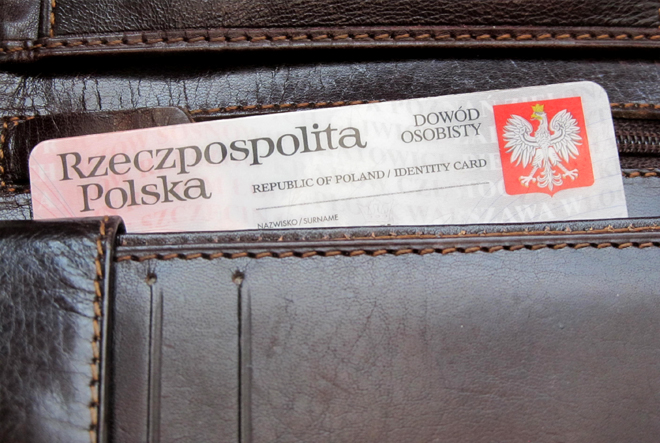 Rzeczpospolita
Polska
DOWÓD
OSOBISTY
REPUBLIC OF POLAND / IDENTITY CARD
NAZWISKO / SURNAME